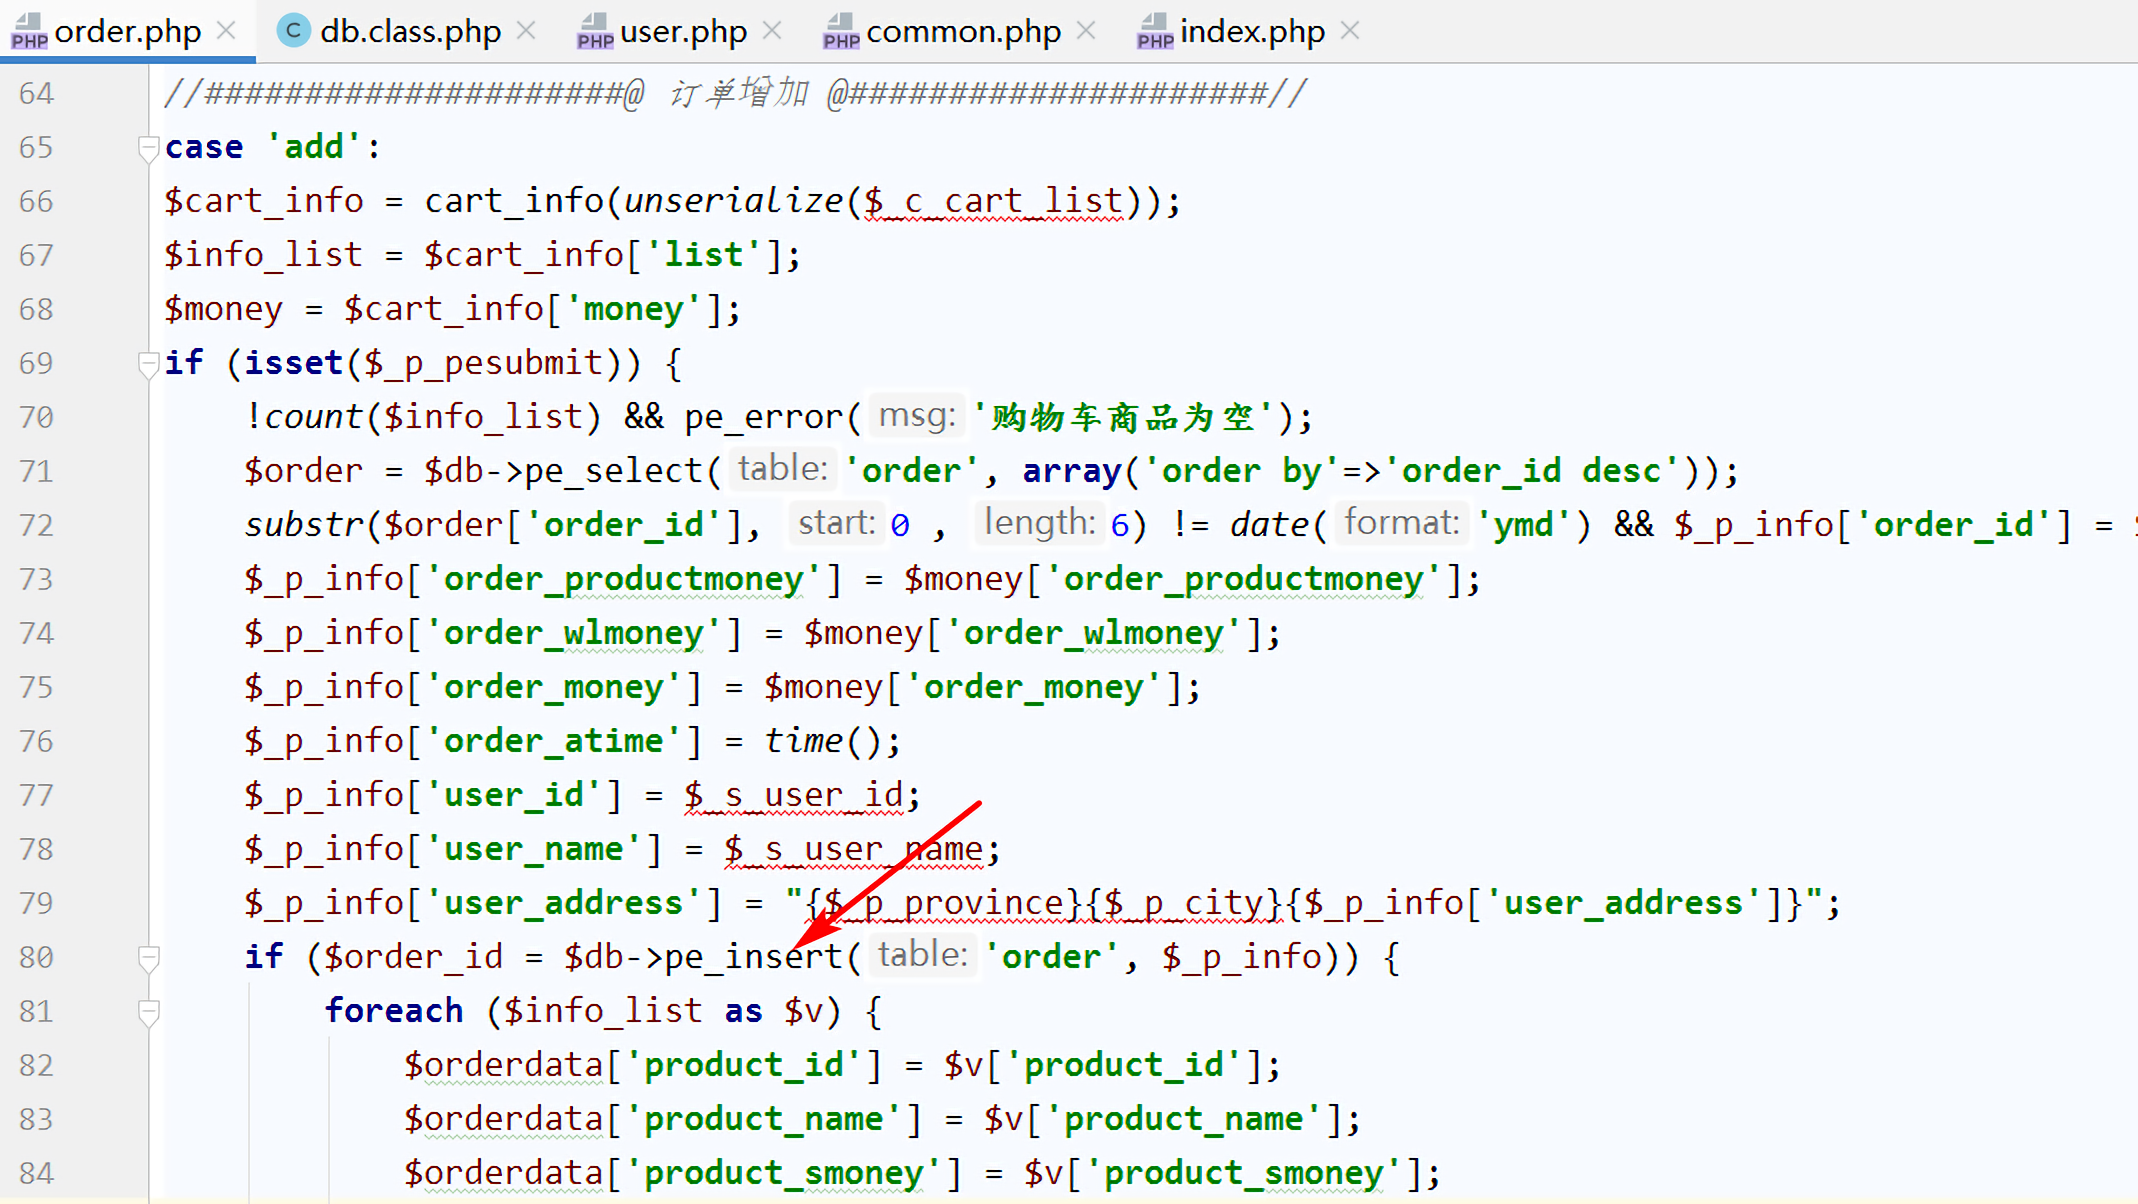 order.php db.class.php user.php common.php index.php
64 //#####################@ 订单增加 @#####################//
65 case 'add':
66 $cart_info = cart_info(unserialize($_c_cart_list));
67 $info_list = $cart_info['list'];
68 $money = $cart_info['money'];
69 if (isset($_p_pesubmit)) {
70 !count($info_list) && pe_error( msg: '购物车商品为空');
71 $order = $db->pe_select( table: 'order', array('order by'=>'order_id desc'));
72 substr($order['order_id'], start: 0 , length: 6) != date( format: 'ymd') && $_p_info['order_id'] = $
73 $_p_info['order_productmoney'] = $money['order_productmoney'];
74 $_p_info['order_wlmoney'] = $money['order_wlmoney'];
75 $_p_info['order_money'] = $money['order_money'];
76 $_p_info['order_atime'] = time();
77 $_p_info['user_id'] = $_s_user_id;
78 $_p_info['user_name'] = $_s_user_name;
79 $_p_info['user_address'] = "{$_p_province}{$_p_city}{$_p_info['user_address']}";
80 if ($order_id = $db->pe_insert( table: 'order', $_p_info)) {
81 foreach ($info_list as $v) {
82 $orderdata['product_id'] = $v['product_id'];
83 $orderdata['product_name'] = $v['product_name'];
84 $orderdata['product_smoney'] = $v['product_smoney'];